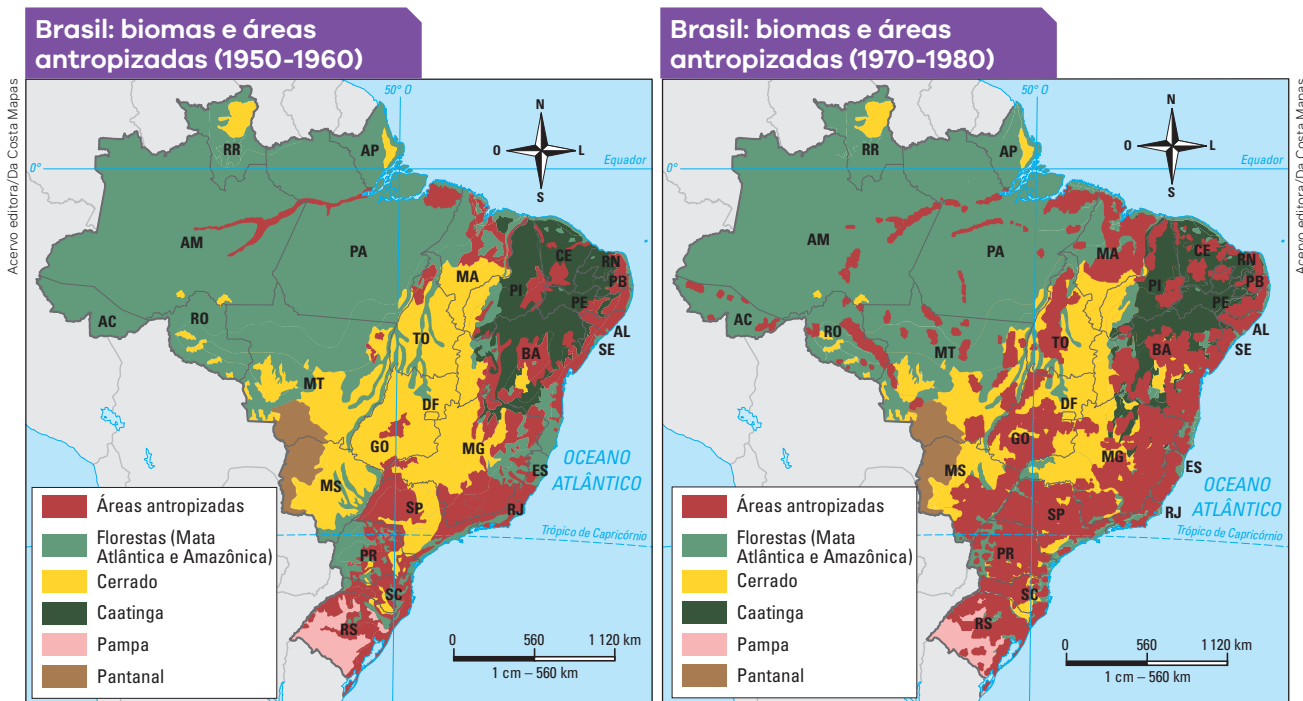 Brasil: biomas e áreas
antropizadas (1950-1960)
Acervo editora/Da Costa Mapas
50° O
N
O
L
S
0°
Equador
RR
AP
AM
PA
MA
CE
RN
PB
PI
PE
AL
SE
AC
RO
TO
BA
MT
DF
GO
MG
ES
MS
SP
RJ
PR
SC
RS
OCEANO
ATLÂNTICO
Trópico de Capricórnio
Áreas antropizadas
Florestas (Mata
Atlântica e Amazônica)
Cerrado
Caatinga
Pampa
Pantanal
0 560 1 120 km
1 cm – 560 km
Brasil: biomas e áreas
antropizadas (1970-1980)
Acervo editora/Da Costa Mapas
50° O
N
O
L
S
0°
Equador
RR
AP
AM
PA
MA
CE
RN
PB
PI
PE
AL
SE
AC
RO
TO
BA
MT
DF
GO
MG
ES
MS
SP
RJ
PR
SC
RS
OCEANO
ATLÂNTICO
Trópico de Capricórnio
Áreas antropizadas
Florestas (Mata
Atlântica e Amazônica)
Cerrado
Caatinga
Pampa
Pantanal
0 560 1 120 km
1 cm – 560 km